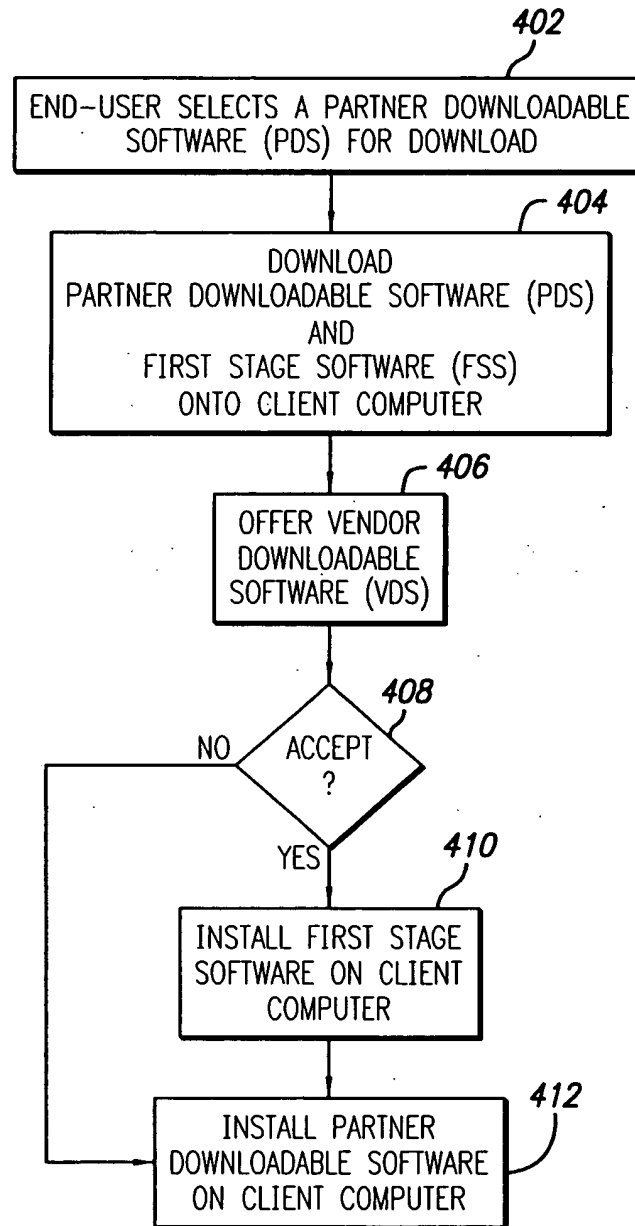 402
END-USER SELECTS A PARTNER DOWNLOADABLE
SOFTWARE (PDS) FOR DOWNLOAD
404
DOWNLOAD
PARTNER DOWNLOADABLE SOFTWARE (PDS)
AND
FIRST STAGE SOFTWARE (FSS)
ONTO CLIENT COMPUTER
406
OFFER VENDOR
DOWNLOADABLE
SOFTWARE (VDS)
408
NO
ACCEPT
?
YES
410
INSTALL FIRST STAGE
SOFTWARE ON CLIENT
COMPUTER
412
INSTALL PARTNER
DOWNLOADABLE SOFTWARE
ON CLIENT COMPUTER